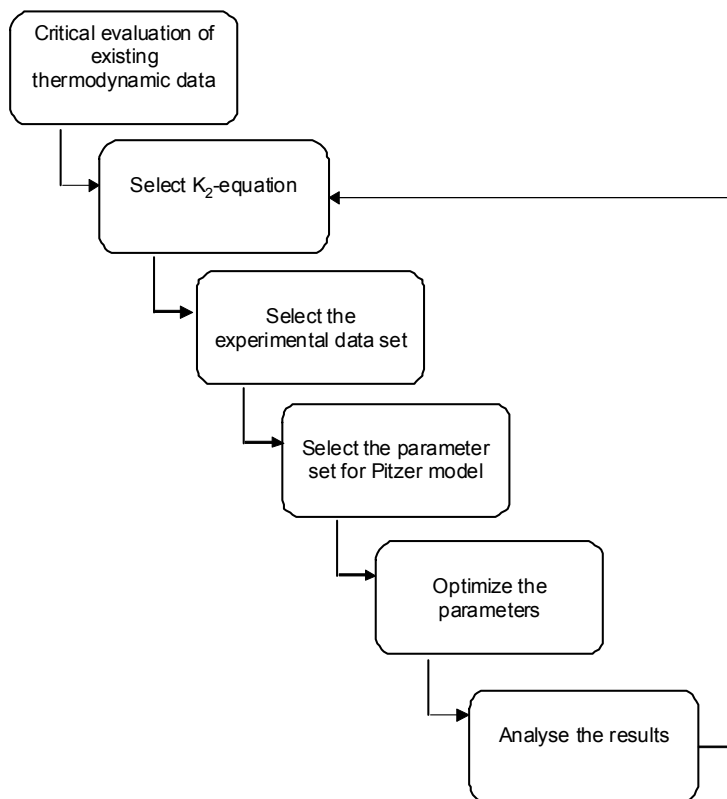 Critical evaluation of
existing
thermodynamic data
Select K₂-equation
Select the
experimental data set
Select the parameter
set for Pitzer model
Optimize the
parameters
Analyse the results